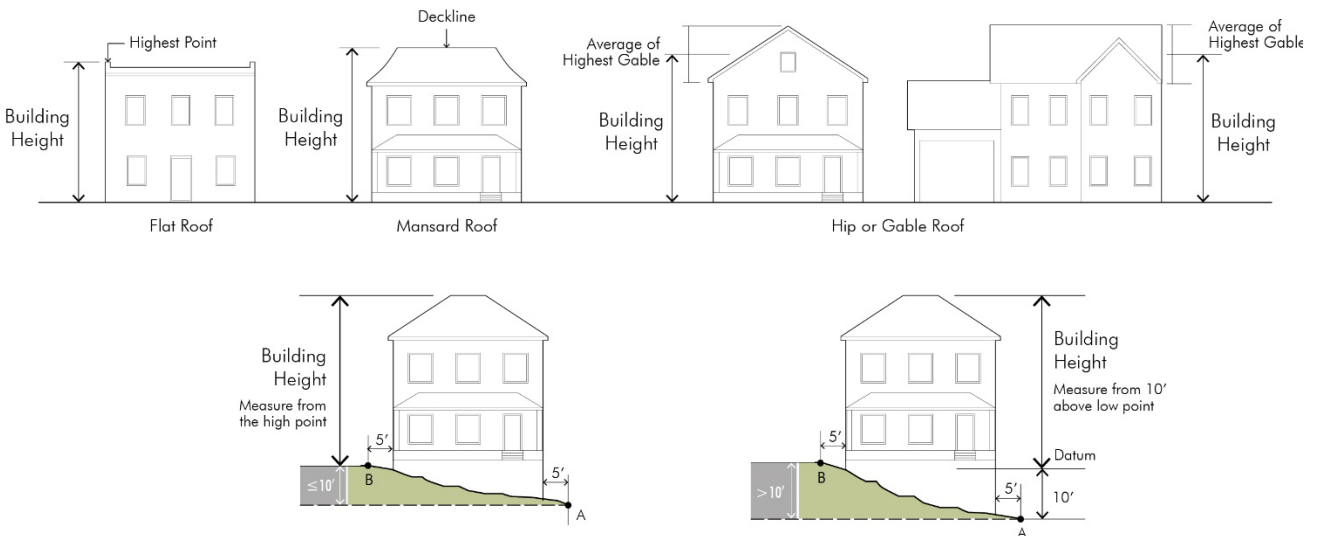 Deckline
Highest Point
Average of
Highest Gable
Average of
Highest Gable
Building
Height
Building
Height
Building
Height
Building
Height
Flat Roof
Mansard Roof
Hip or Gable Roof
Building
Height
Measure from
the high point
5'
B
≤10'
5'
A
Building
Height
Measure from 10'
above low point
5'
Datum
B
>10'
5'
10'
A